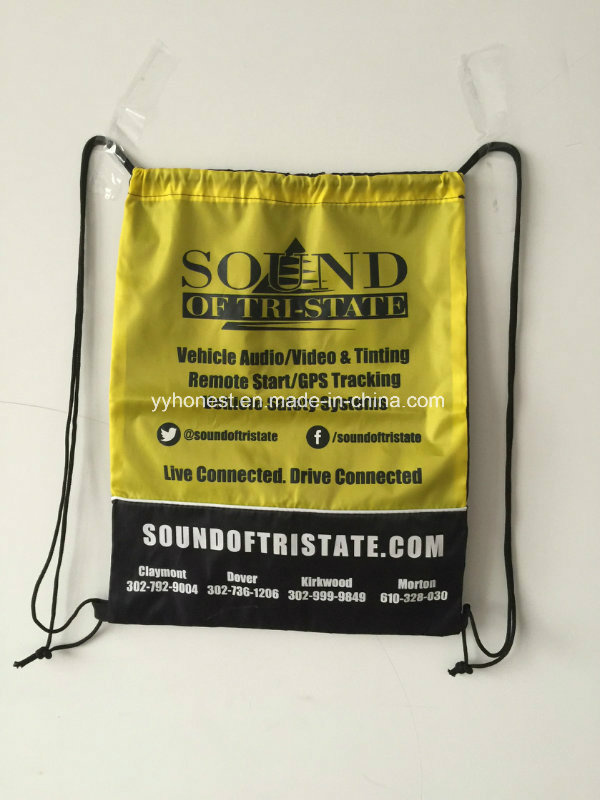 SOUND
OF TRI-STATE
Vehicle Audio/Video & Tinting
Remote Start/GPS Tracking
yyhonest.en.made-in-china.com
Safety Systems
@soundoftristate /soundoftristate
Live Connected. Drive Connected
SOUNDOFTRISTATE.COM
Claymont Dover Kirkwood Morton
302-792-9004 302-736-1206 302-999-9849 610-328-030